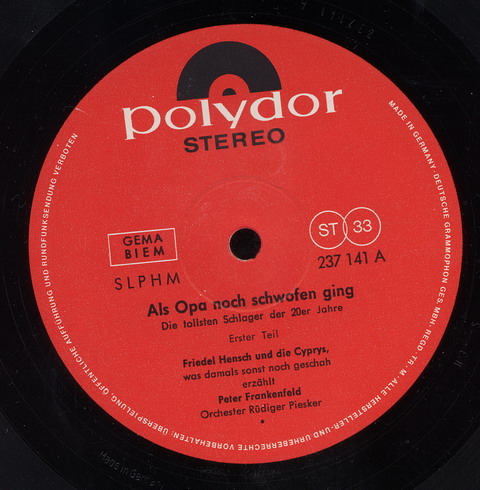 polydor
STEREO
GEMA
BIEM
SLPHM
ST 33
237 141 A
Als Opa noch schwofen ging
Die tollsten Schlager der 20er Jahre
Erster Teil
Friedel Hensch und die Cyprys,
was damals sonst noch geschah
erzählt
Peter Frankenfeld
Orchester Rüdiger Piesker
MADE IN GERMANY. DEUTSCHE GRAMMOPHON GES. MBH. REGD. TR.-M. ALLE HERSTELLER- UND URHEBERRECHTE VORBEHALTEN: ÜBERSPIELUNG ÖFFENTLICHE AUFFÜHRUNG UND RUNDFUNKSENDUNG VERBOTEN
Made in Germany